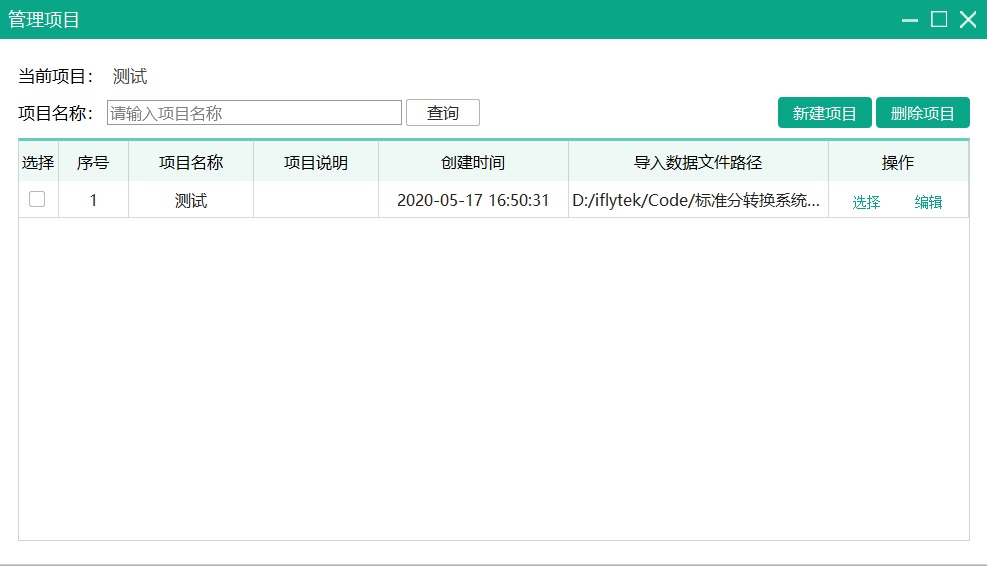 管理项目
当前项目： 测试
项目名称： 请输入项目名称 查询 新建项目 删除项目
选择 序号 项目名称 项目说明 创建时间 导入数据文件路径 操作
1 测试 2020-05-17 16:50:31 D:/iflytek/Code/标准分转换系统... 选择 编辑